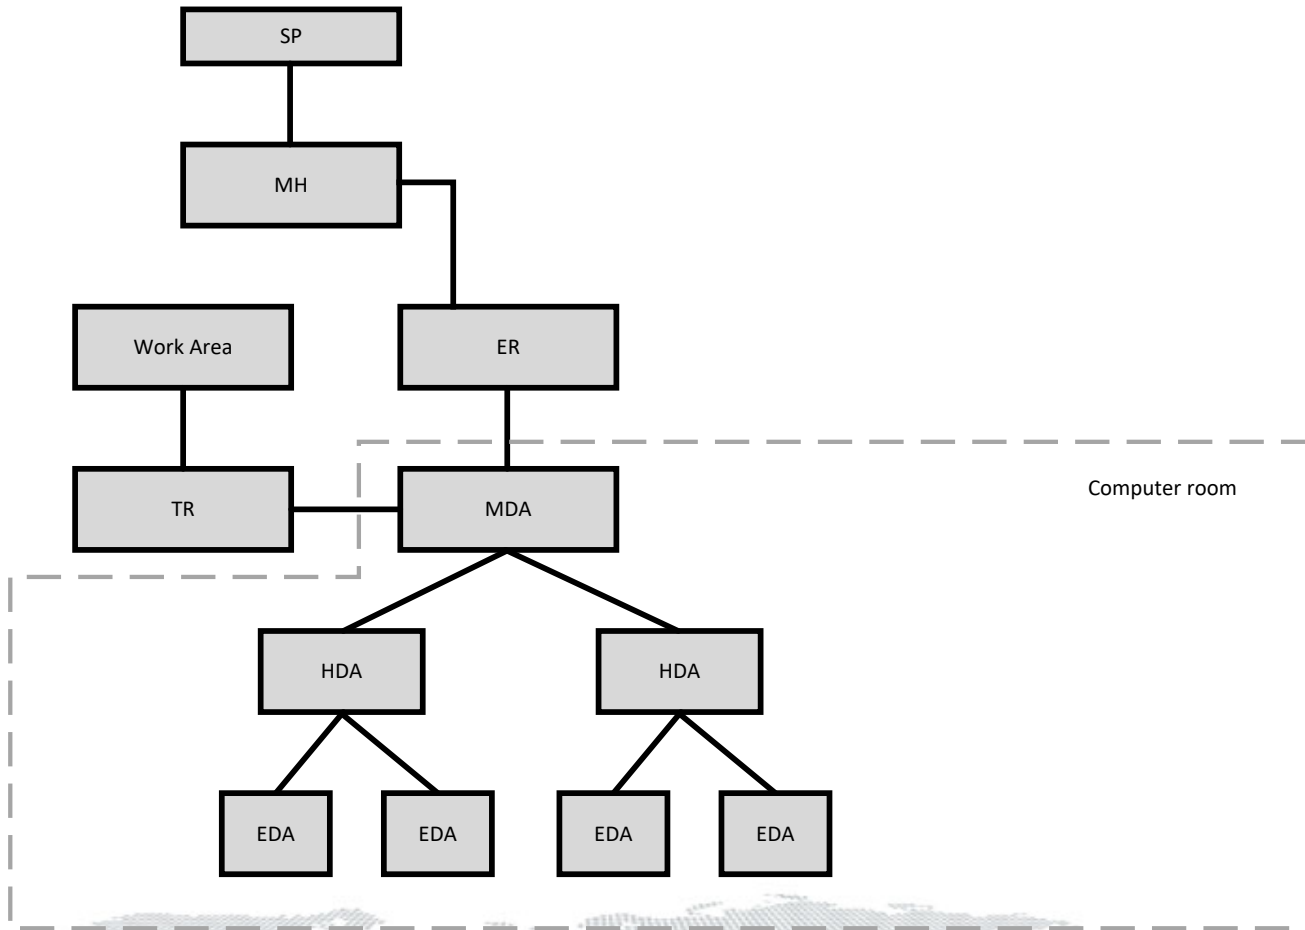 SP
MH
Work Area
ER
TR
MDA
Computer room
HDA
HDA
EDA
EDA
EDA
EDA